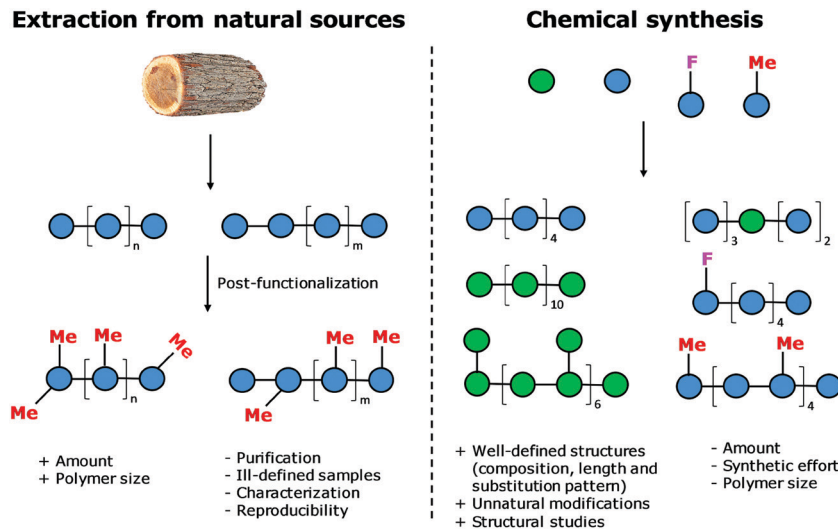 Extraction from natural sources
Chemical synthesis
F
Me
n
m
4
3
2
Post-functionalization
10
F
4
Me
Me
Me
Me
n
Me
Me
Me
m
6
Me
Me
4
+ Amount
+ Polymer size
- Purification
- Ill-defined samples
- Characterization
- Reproducibility
+ Well-defined structures
(composition, length and
substitution pattern)
+ Unnatural modifications
+ Structural studies
- Amount
- Synthetic effort
- Polymer size